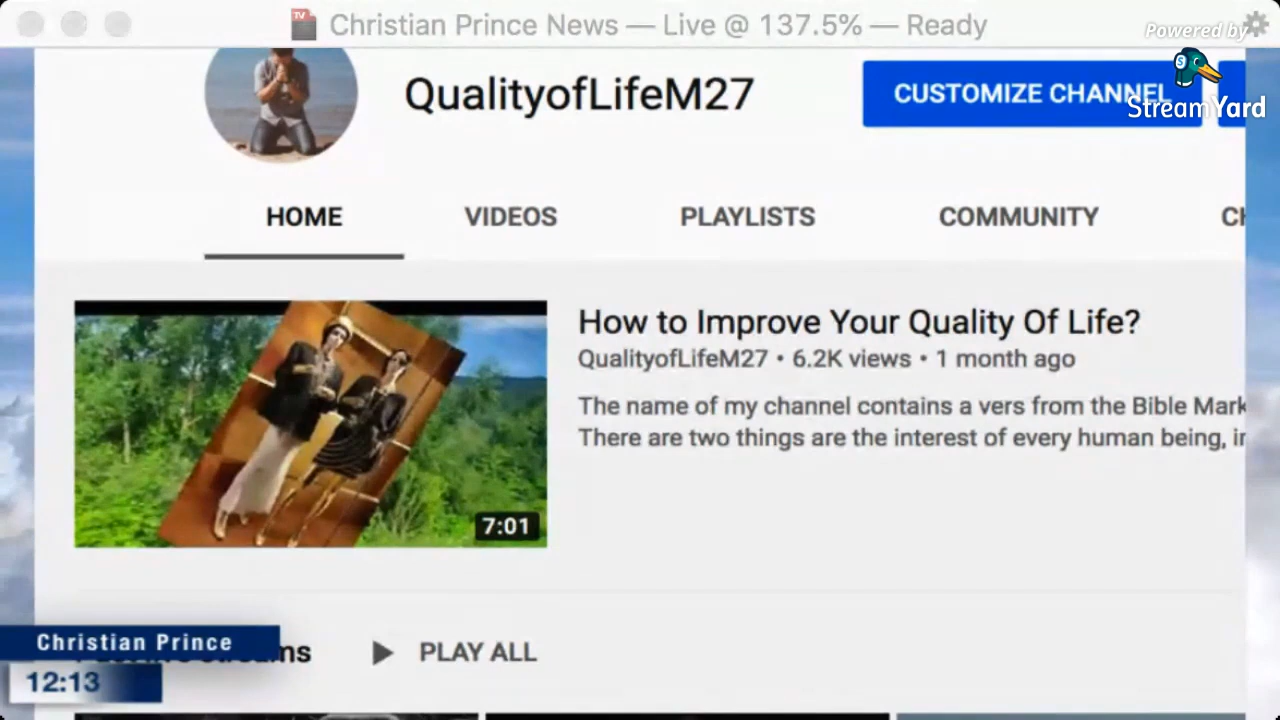 Christian Prince News — Live @ 137.5% — Ready
Powered by
StreamYard
QualityofLifeM27
CUSTOMIZE CHANNEL
HOME VIDEOS PLAYLISTS COMMUNITY
How to Improve Your Quality Of Life?
QualityofLifeM27 • 6.2K views • 1 month ago
The name of my channel contains a vers from the Bible Mark
There are two things are the interest of every human being,
7:01
PLAY ALL
Christian Prince
12:13